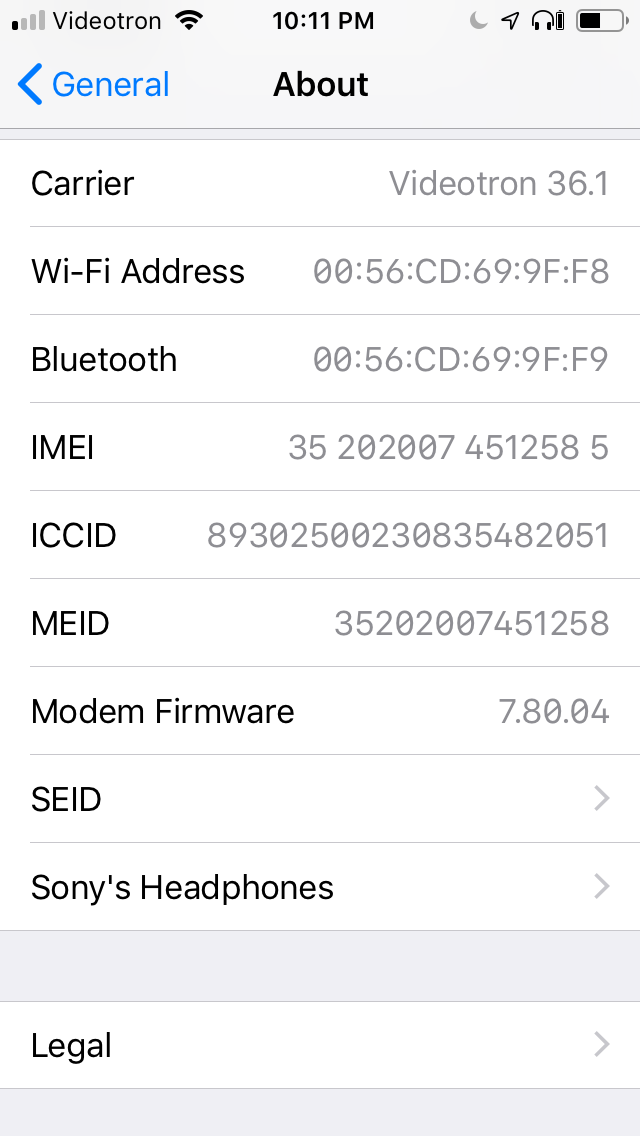 Videotron 10:11 PM
General About
Carrier Videotron 36.1
Wi-Fi Address 00:56:CD:69:9F:F8
Bluetooth 00:56:CD:69:9F:F9
IMEI 35 202007 451258 5
ICCID 89302500230835482051
MEID 35202007451258
Modem Firmware 7.80.04
SEID
Sony's Headphones
Legal